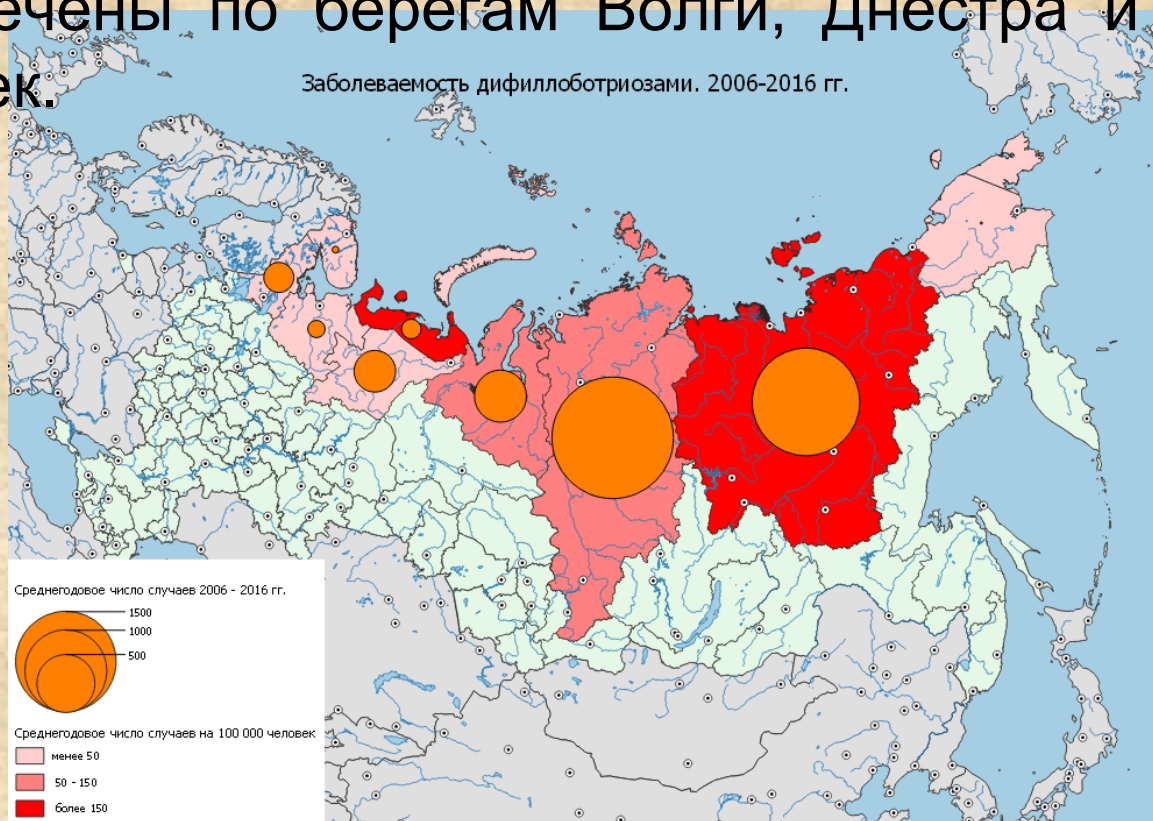 ечены по берегам Волги, Днестра и
ек.
Заболеваемость дифиллоботриозами. 2006-2016 гг.
Среднегодовое число случаев 2006 - 2016 гг.
1500
1000
500
Среднегодовое число случаев на 100 000 человек
менее 50
50 - 150
более 150